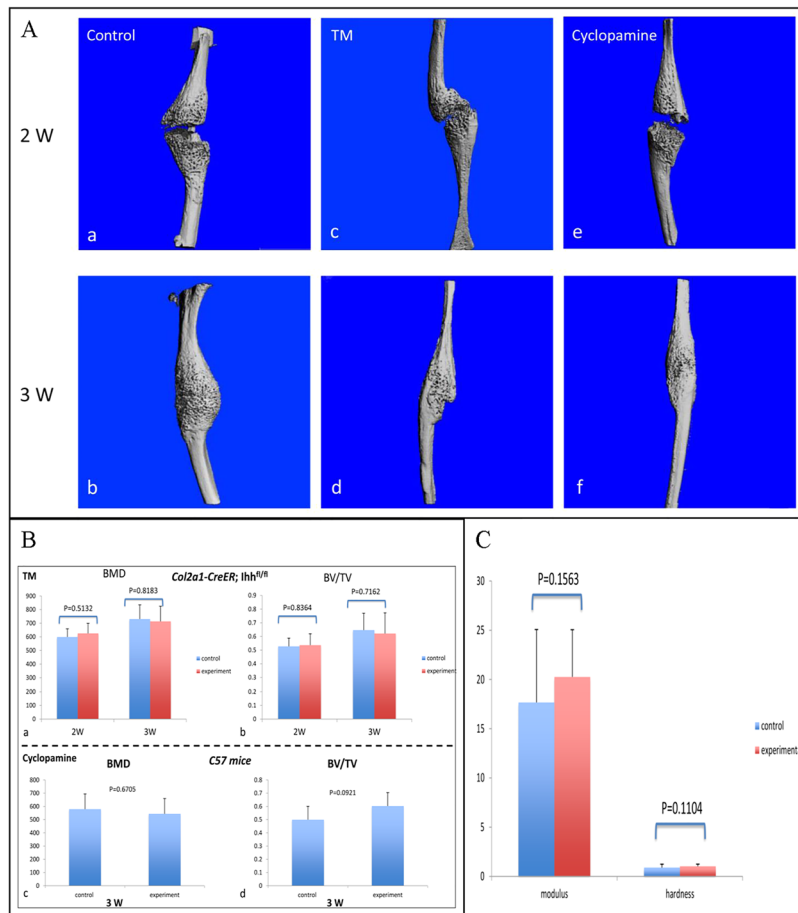 A
Control
TM
Cyclopamine
2 W
a
c
e
3 W
b
d
f
B
TM
BMD
Col2a1-CreER; Ihhfl/fl
BV/TV
900
800
700
600
500
400
300
200
100
0
P=0.5132
P=0.8183
control
experiment
2W
3W
a
0.9
0.8
0.7
0.6
0.5
0.4
0.3
0.2
0.1
0
P=0.8364
P=0.7162
control
experiment
2W
3W
b
Cyclopamine
BMD
C57 mice
BV/TV
800
700
600
500
400
300
200
100
0
P=0.6705
control
experiment
c
0.8
0.7
0.6
0.5
0.4
0.3
0.2
0.1
0
P=0.0921
control
experiment
d
3 W
3 W
C
30
25
20
15
10
5
0
P=0.1563
P=0.1104
control
experiment
modulus
hardness